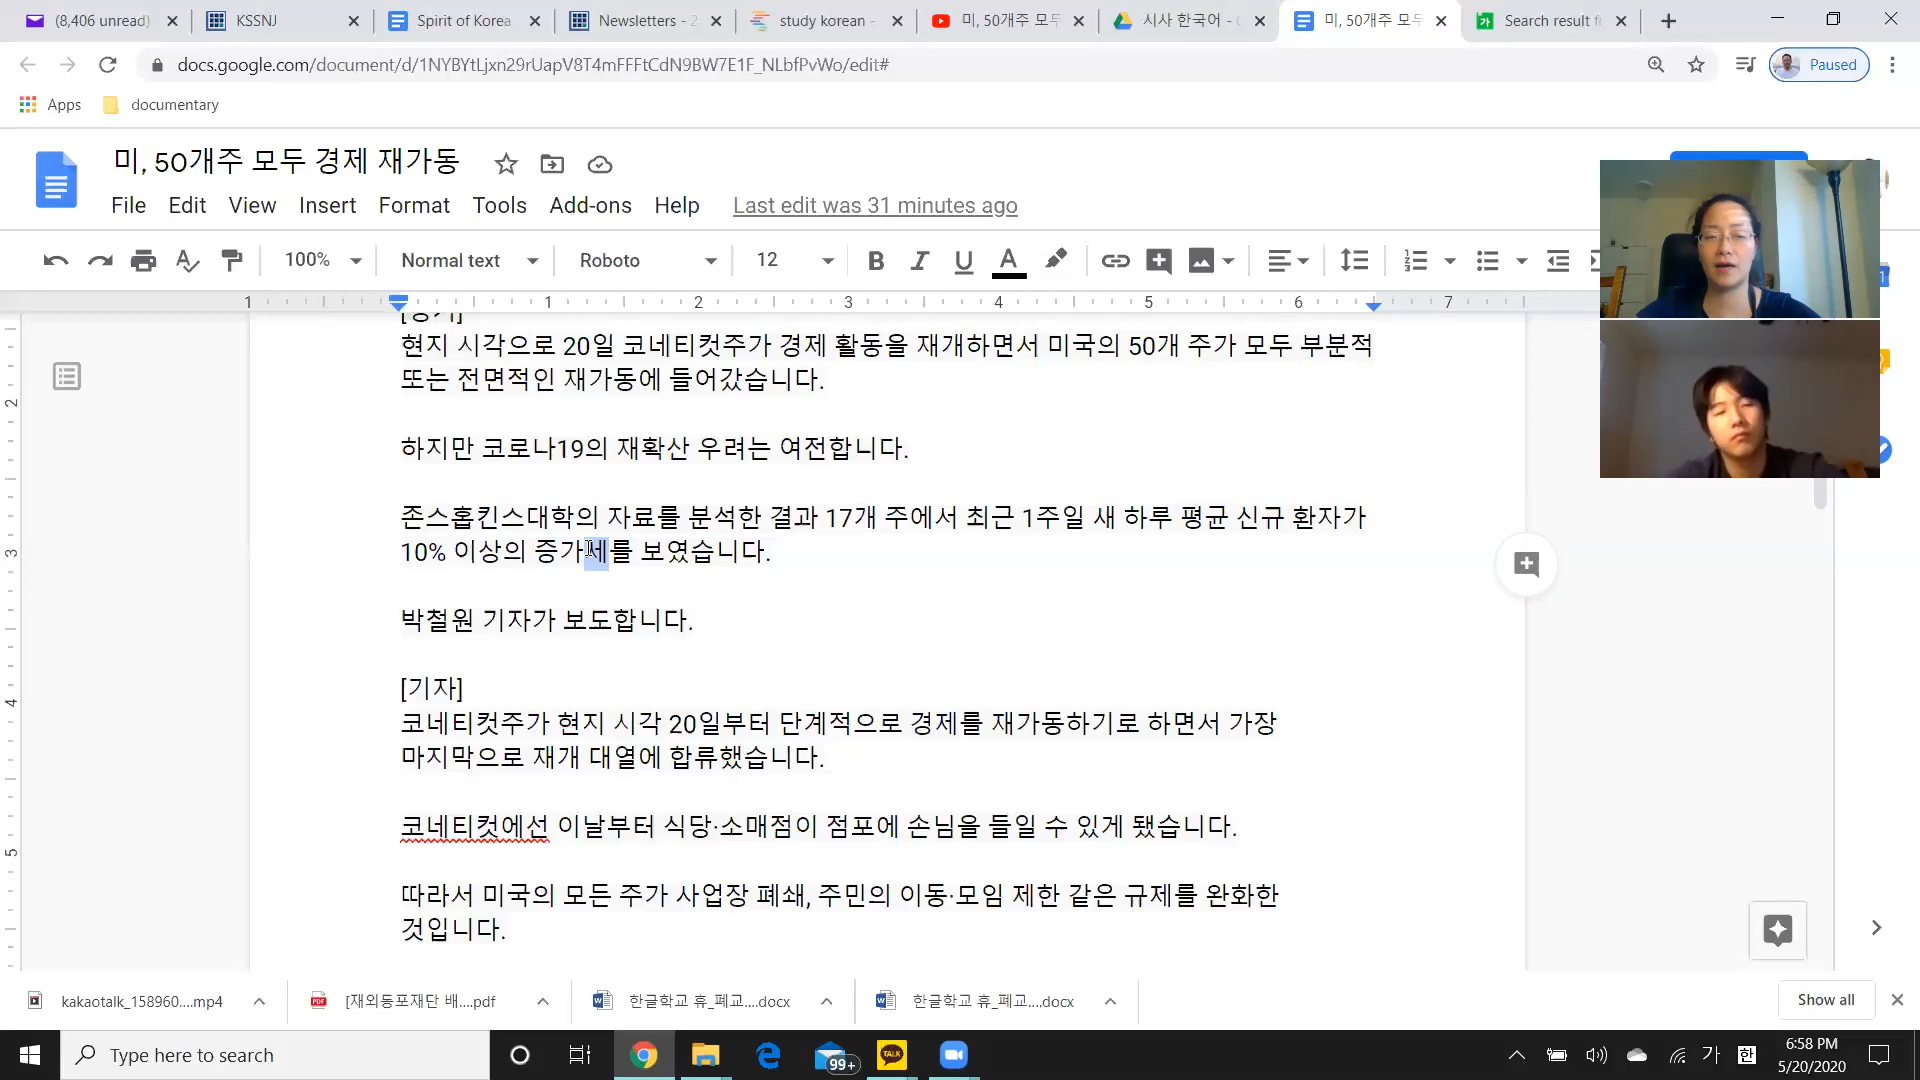 (8,406 unread)
KSSNJ
Spirit of Korea
Newsletters - 2
study korean -
미, 50개주 모두
시사 한국어 -
미, 50개주 모두
Search result f
docs.google.com/document/d/1NYBYtLjxn29rUapV8T4mFFFtCdN9BW7E1F_NLbfPvWo/edit#
Paused
Apps
documentary
미, 50개주 모두 경제 재가동
File Edit View Insert Format Tools Add-ons Help Last edit was 31 minutes ago
100% Normal text Roboto 12 B I U A
1 1 2 3 4 5 6 7
2
3
4
5
현지 시각으로 20일 코네티컷주가 경제 활동을 재개하면서 미국의 50개 주가 모두 부분적
또는 전면적인 재가동에 들어갔습니다.
하지만 코로나19의 재확산 우려는 여전합니다.
존스홉킨스대학의 자료를 분석한 결과 17개 주에서 최근 1주일 새 하루 평균 신규 환자가
10% 이상의 증가세를 보였습니다.
박철원 기자가 보도합니다.
[기자]
코네티컷주가 현지 시각 20일부터 단계적으로 경제를 재가동하기로 하면서 가장
마지막으로 재개 대열에 합류했습니다.
코네티컷에선 이날부터 식당·소매점이 점포에 손님을 들일 수 있게 됐습니다.
따라서 미국의 모든 주가 사업장 폐쇄, 주민의 이동·모임 제한 같은 규제를 완화한
것입니다.
kakaotalk_158960....mp4
PDF
[재외동포재단 배....pdf
한글학교 휴_폐교....docx
한글학교 휴_폐교....docx
Show all
Type here to search
99+
TALK
가
한
6:58 PM
5/20/2020